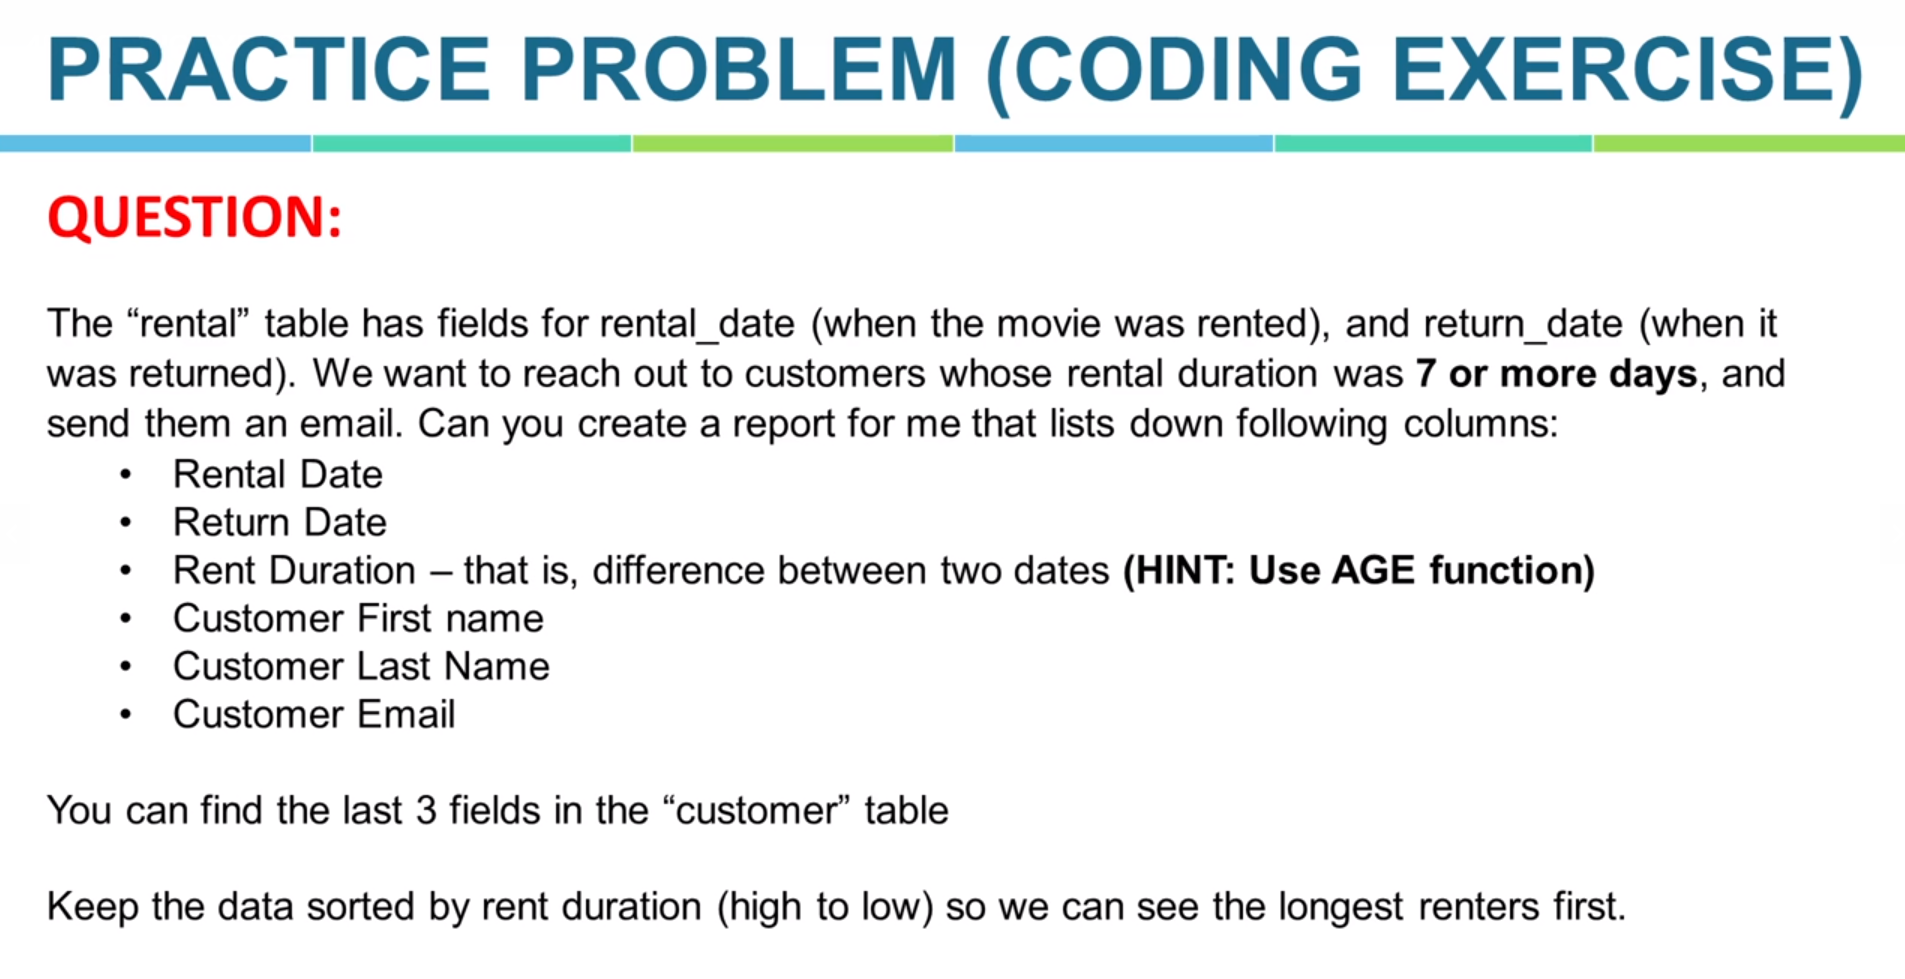 PRACTICE PROBLEM (CODING EXERCISE)
QUESTION:
The “rental” table has fields for rental_date (when the movie was rented), and return_date (when it
was returned). We want to reach out to customers whose rental duration was 7 or more days, and
send them an email. Can you create a report for me that lists down following columns:
• Rental Date
• Return Date
• Rent Duration – that is, difference between two dates (HINT: Use AGE function)
• Customer First name
• Customer Last Name
• Customer Email
You can find the last 3 fields in the “customer” table
Keep the data sorted by rent duration (high to low) so we can see the longest renters first.